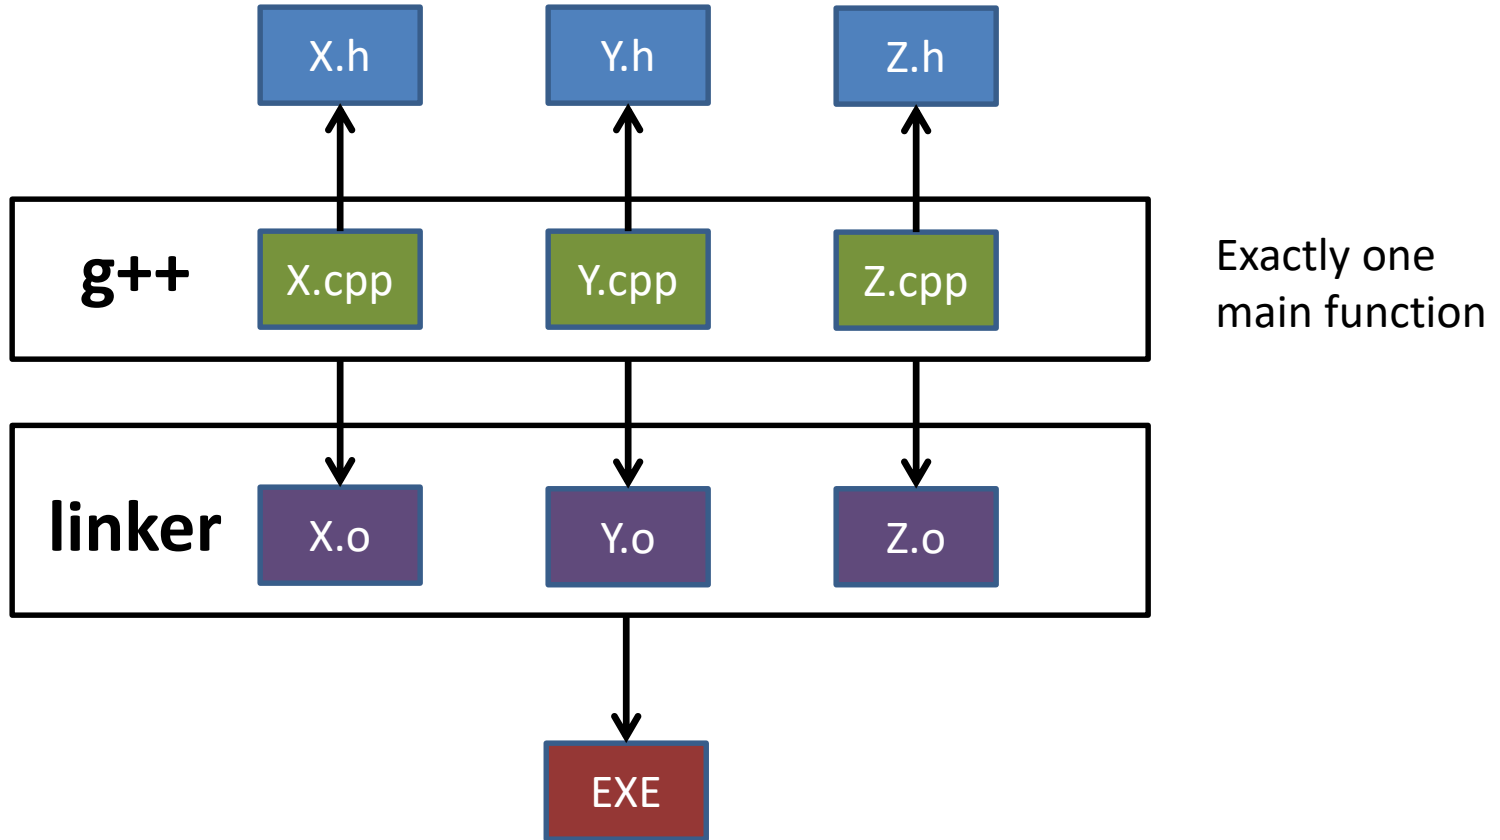 X.h
Y.h
Z.h
g++
X.cpp
Y.cpp
Z.cpp
Exactly one
main function
linker
X.o
Y.o
Z.o
EXE